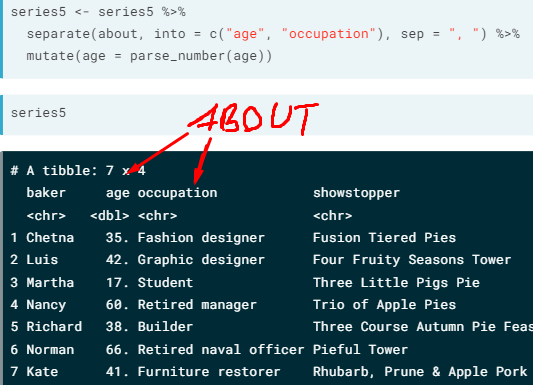 series5 <- series5 %>%
  separate(about, into = c("age", "occupation"), sep = ", ") %>%
  mutate(age = parse_number(age))
series5
ABOUT
# A tibble: 7 x 4
  baker     age occupation            showstopper
  <chr>   <dbl> <chr>                 <chr>
1 Chetna    35. Fashion designer      Fusion Tiered Pies
2 Luis      42. Graphic designer      Four Fruity Seasons Tower
3 Martha    17. Student               Three Little Pigs Pie
4 Nancy     60. Retired manager       Trio of Apple Pies
5 Richard   38. Builder               Three Course Autumn Pie Feas
6 Norman    66. Retired naval officer Pieful Tower
7 Kate      41. Furniture restorer    Rhubarb, Prune & Apple Pork